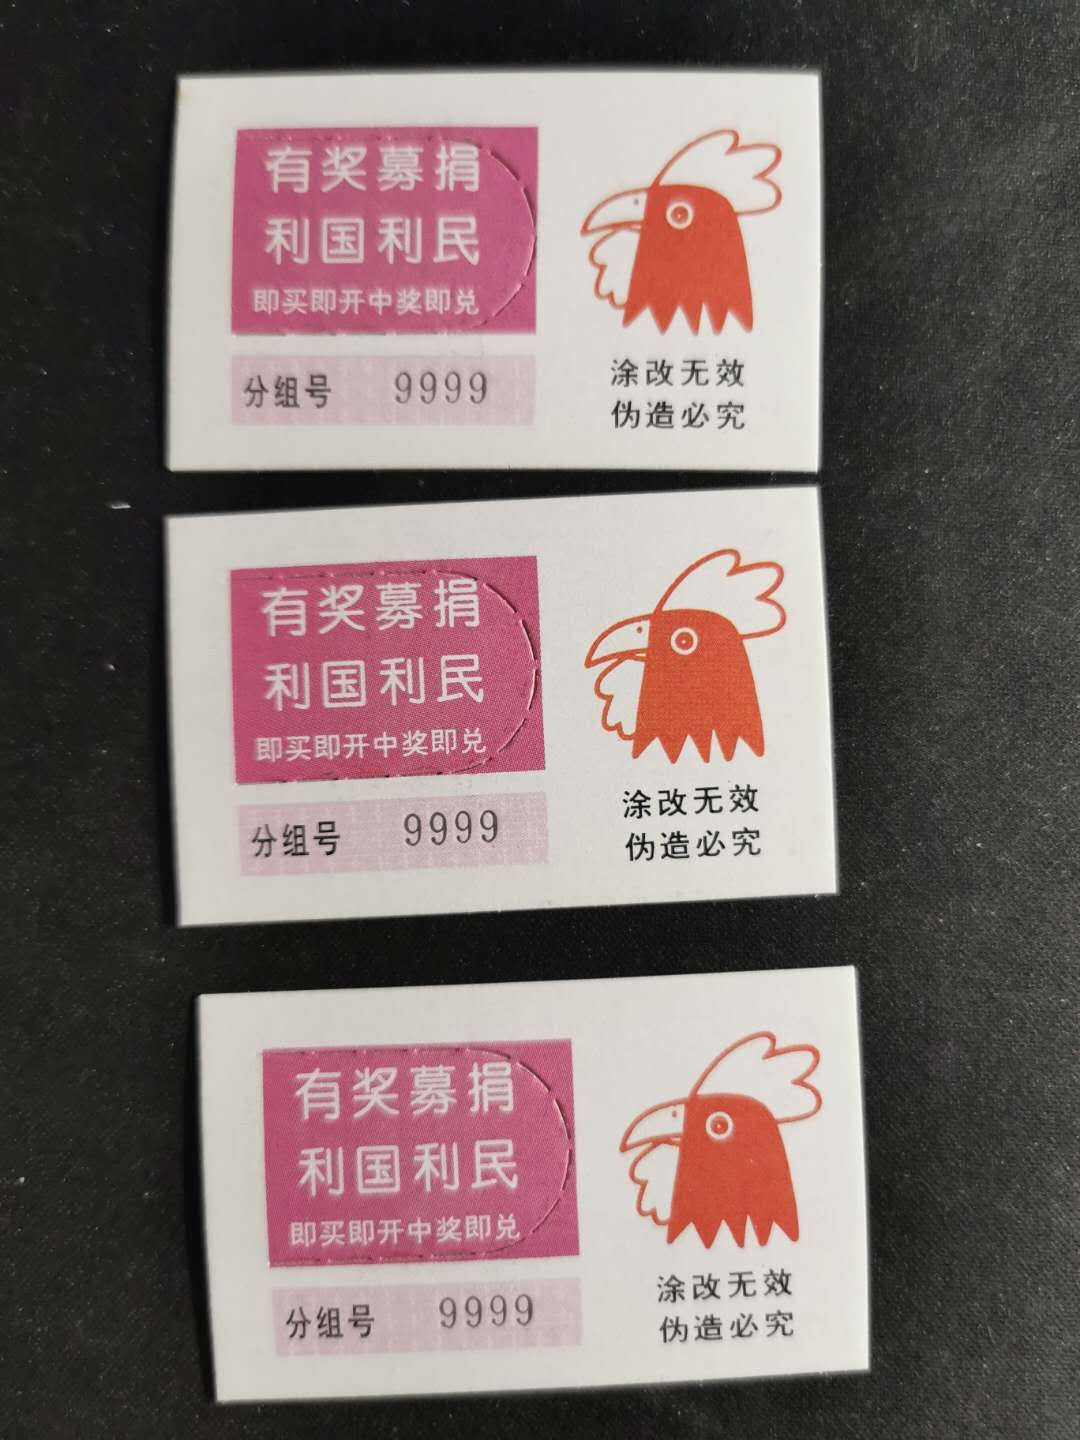 有奖募捐
利国利民
即买即开中奖即兑
分组号 9999
涂改无效
伪造必究
有奖募捐
利国利民
即买即开中奖即兑
分组号 9999
涂改无效
伪造必究
有奖募捐
利国利民
即买即开中奖即兑
分组号 9999
涂改无效
伪造必究